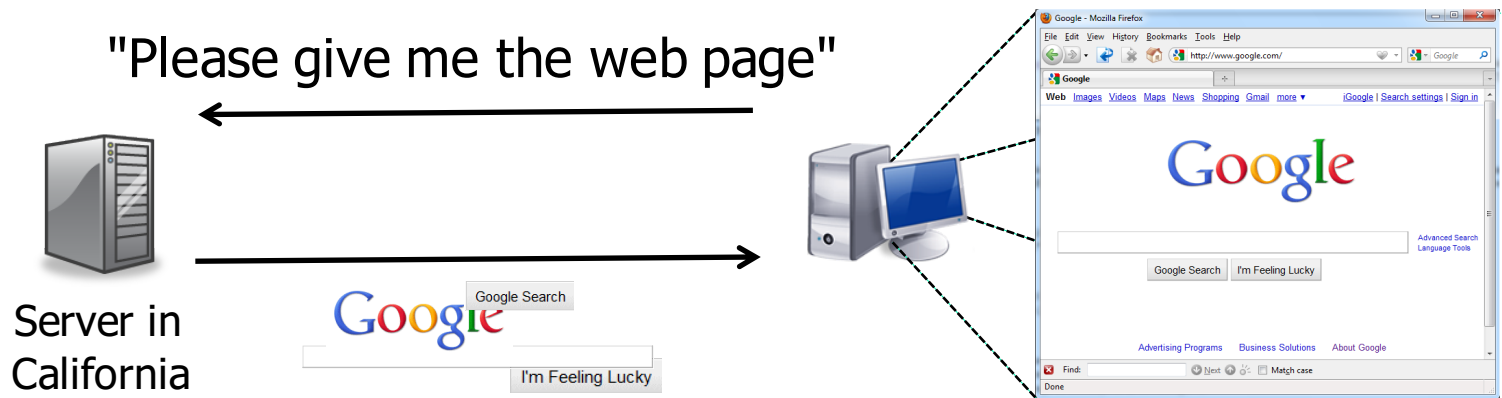 "Please give me the web page"
Server in
California
Google
Google Search
I'm Feeling Lucky
Google - Mozilla Firefox
File Edit View History Bookmarks Tools Help
http://www.google.com/
Google
Google
Web Images Videos Maps News Shopping Gmail more ▼ iGoogle | Search settings | Sign in
Google
Advanced Search
Language Tools
Google Search I'm Feeling Lucky
Advertising Programs Business Solutions About Google
Find: Next Match case
Done